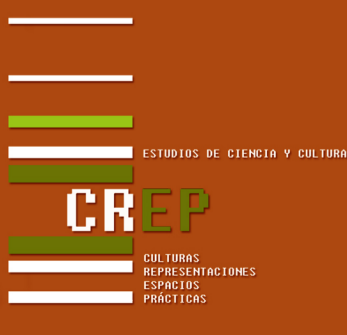 ESTUDIOS DE CIENCIA Y CULTURA
CREP
CULTURAS
REPRESENTACIONES
ESPACIOS
PRÁCTICAS